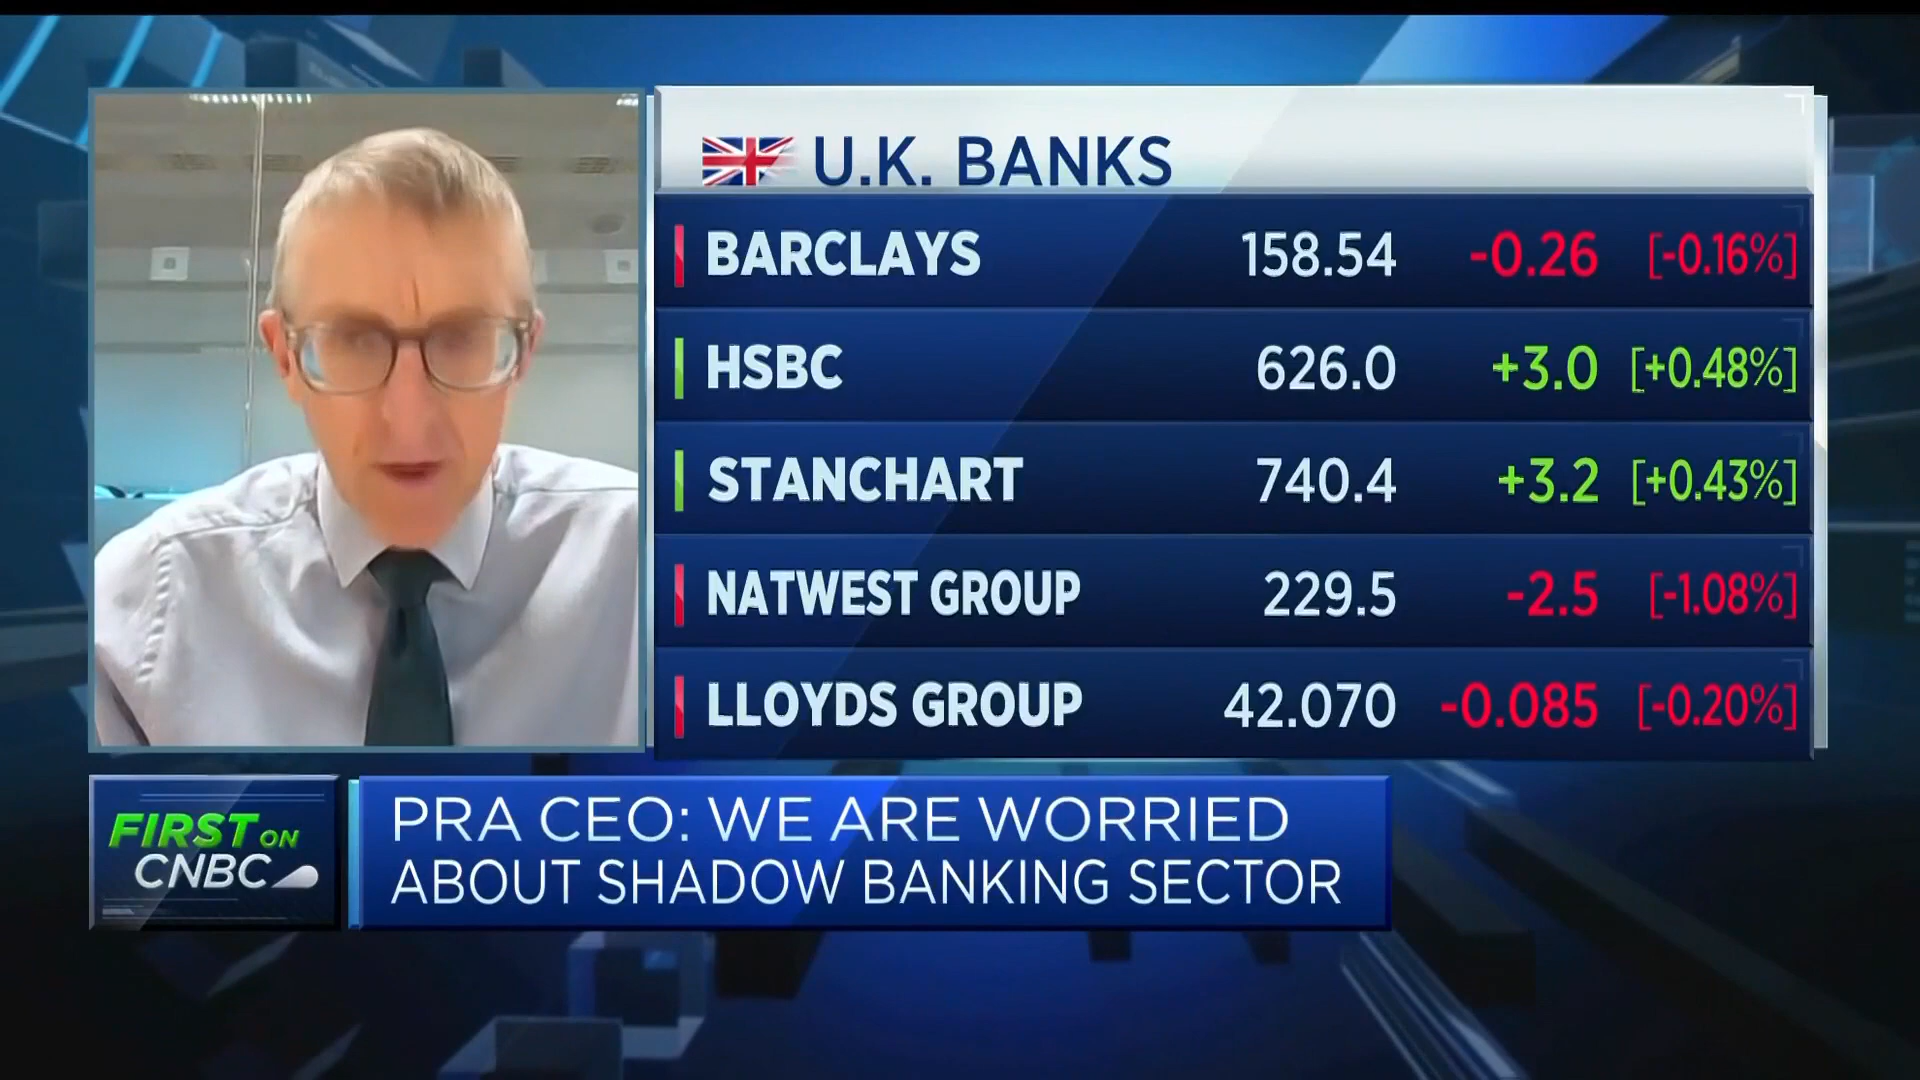 U.K. BANKS
BARCLAYS 158.54 -0.26 [-0.16%]
HSBC 626.0 +3.0 [+0.48%]
STANCHART 740.4 +3.2 [+0.43%]
NATWEST GROUP 229.5 -2.5 [-1.08%]
LLOYDS GROUP 42.070 -0.085 [-0.20%]
FIRST ON
CNBC
PRA CEO: WE ARE WORRIED
ABOUT SHADOW BANKING SECTOR